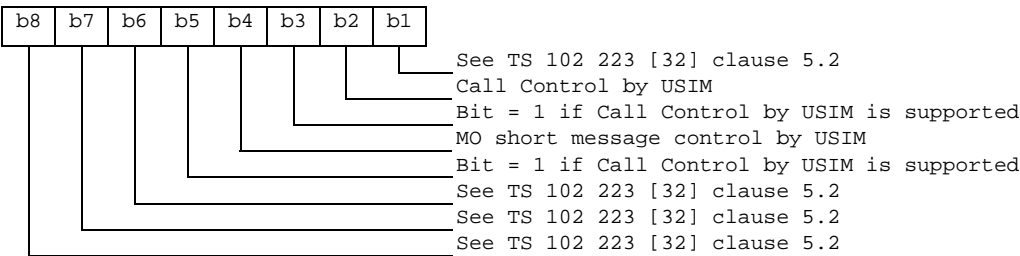 b8 b7 b6 b5 b4 b3 b2 b1
See TS 102 223 [32] clause 5.2
Call Control by USIM
Bit = 1 if Call Control by USIM is supported
MO short message control by USIM
Bit = 1 if Call Control by USIM is supported
See TS 102 223 [32] clause 5.2
See TS 102 223 [32] clause 5.2
See TS 102 223 [32] clause 5.2